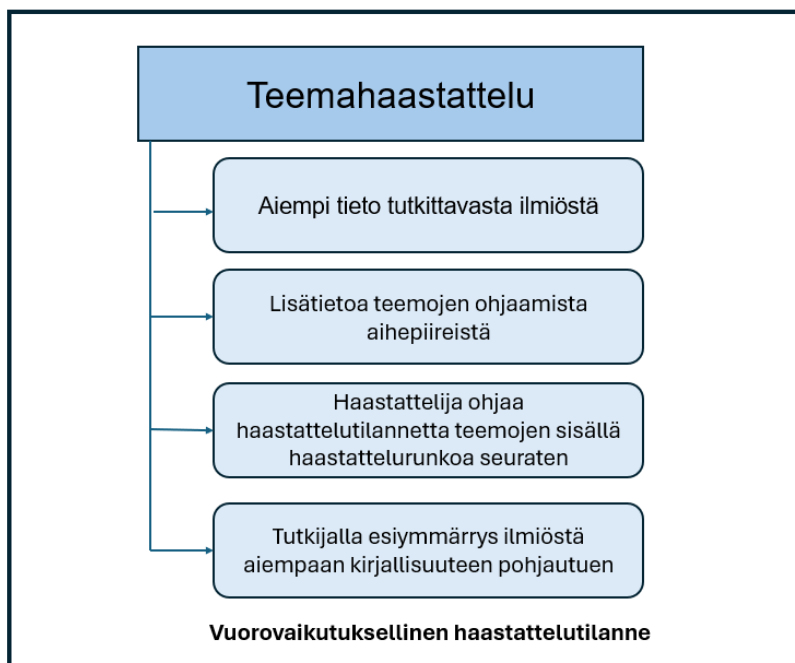 Teemahaastattelu
Aiempi tieto tutkittavasta ilmiöstä
Lisätietoa teemojen ohjaamista
aihepiireistä
Haastattelija ohjaa
haastattelutilannetta teemojen sisällä
haastattelurunkoa seuraten
Tutkijalla esiymmärrys ilmiöstä
aiempaan kirjallisuuteen pohjautuen
Vuorovaikutuksellinen haastattelutilanne